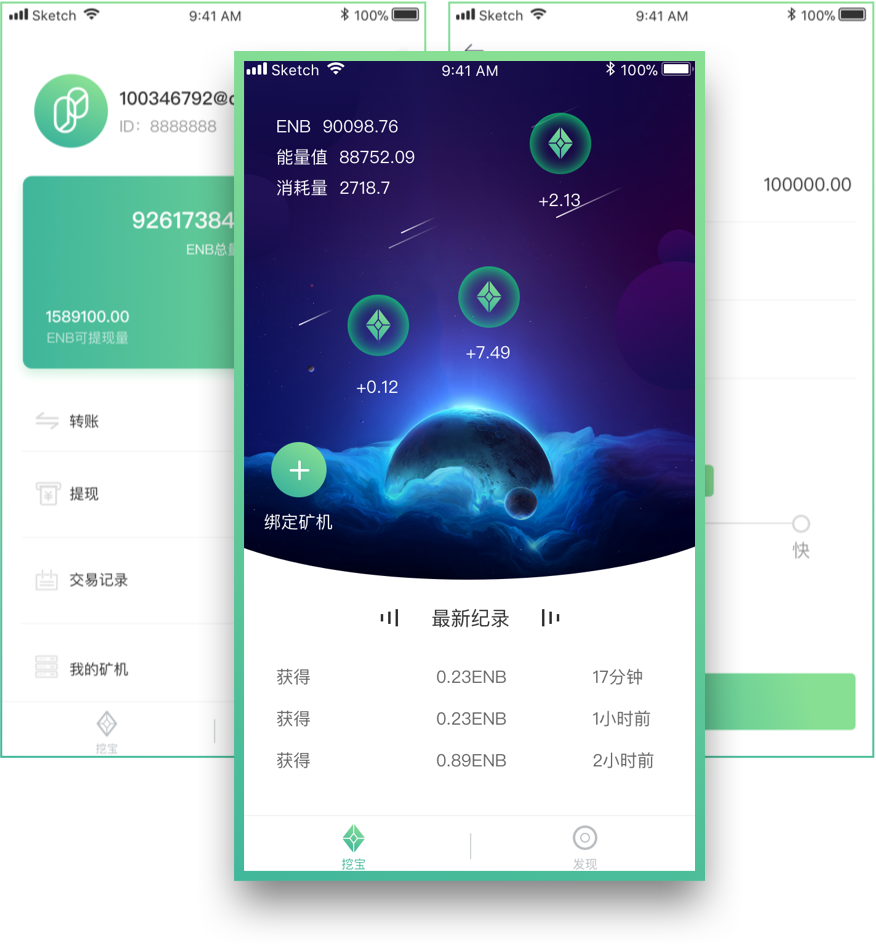 Sketch 9:41 AM 100%
100346792@
ID: 8888888
92617384
ENB总
1589100.00
ENB可提现量
转账
提现
交易记录
我的矿机
挖宝
Sketch 9:41 AM 100%
ENB 90098.76
能量值 88752.09
消耗量 2718.7
+2.13
+7.49
+0.12
绑定矿机
最新纪录
获得 0.23ENB 17分钟
获得 0.23ENB 1小时前
获得 0.89ENB 2小时前
挖宝
发现
Sketch 9:41 AM 100%
100000.00
快